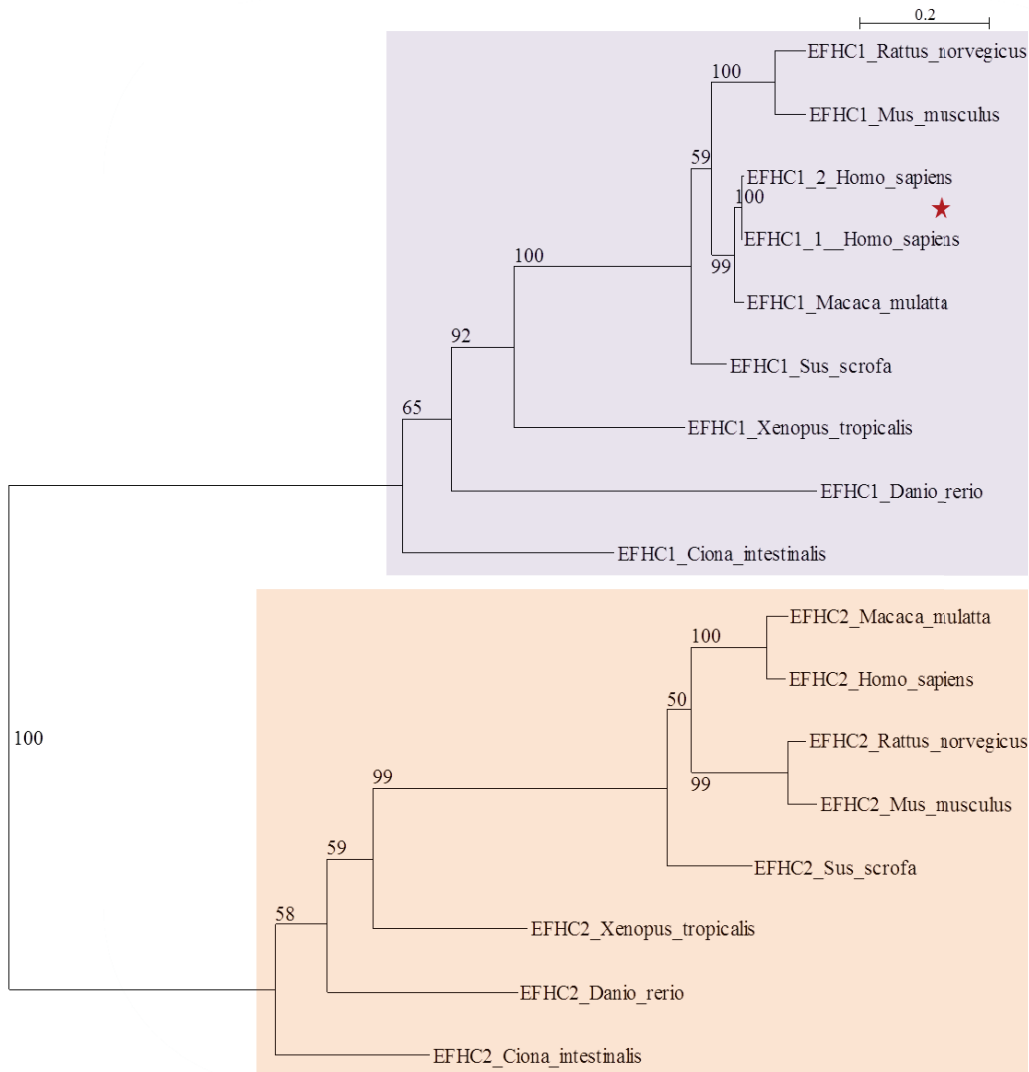 0.2
EFHC1_Rattus_norvegicus
100
EFHC1_Mus_musculus
59
EFHC1_2_Homo_sapiens
100
EFHC1_1__Homo_sapiens
99
100
EFHC1_Macaca_mulatta
92
EFHC1_Sus_scrofa
65
EFHC1_Xenopus_tropicalis
EFHC1_Danio_rerio
EFHC1_Ciona_intestinalis
EFHC2_Macaca_mulatta
100
EFHC2_Homo_sapiens
50
100
EFHC2_Rattus_norvegicus
99
99
EFHC2_Mus_musculus
59
EFHC2_Sus_scrofa
58
EFHC2_Xenopus_tropicalis
EFHC2_Danio_rerio
EFHC2_Ciona_intestinalis